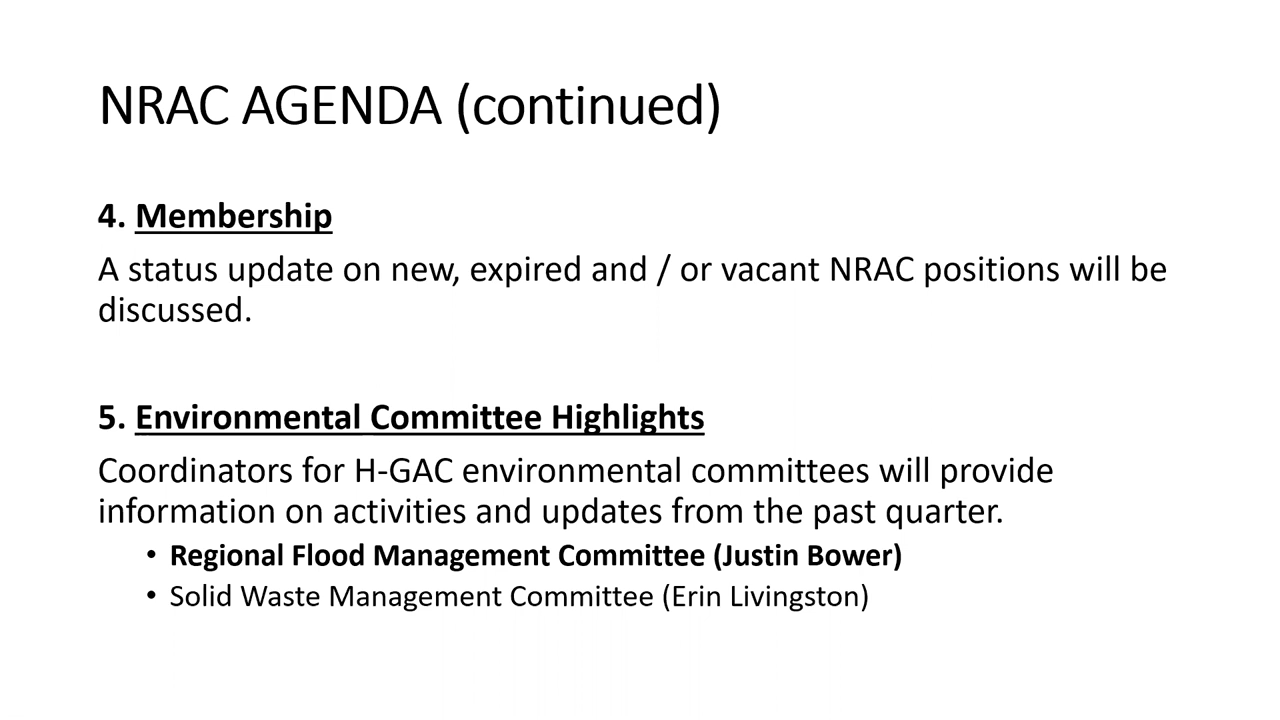 NRAC AGENDA (continued)
4. Membership
A status update on new, expired and / or vacant NRAC positions will be
discussed.
5. Environmental Committee Highlights
Coordinators for H-GAC environmental committees will provide
information on activities and updates from the past quarter.
• Regional Flood Management Committee (Justin Bower)
• Solid Waste Management Committee (Erin Livingston)